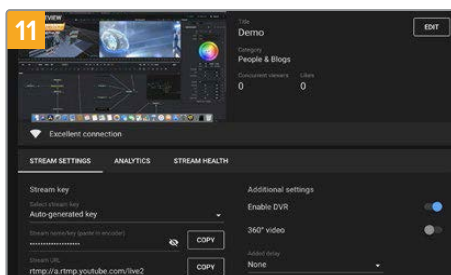 11
PREVIEW
Title
Demo
EDIT
Category
People & Blogs
Concurrent viewers
Likes
0
0
Excellent connection
STREAM SETTINGS
ANALYTICS
STREAM HEALTH
Stream key
Additional settings
Select stream key
Auto-generated key
Enable DVR
Stream name/key (paste in encoder)
COPY
360° video
Stream URL
rtmp://a.rtmp.youtube.com/live2
COPY
Added delay
None